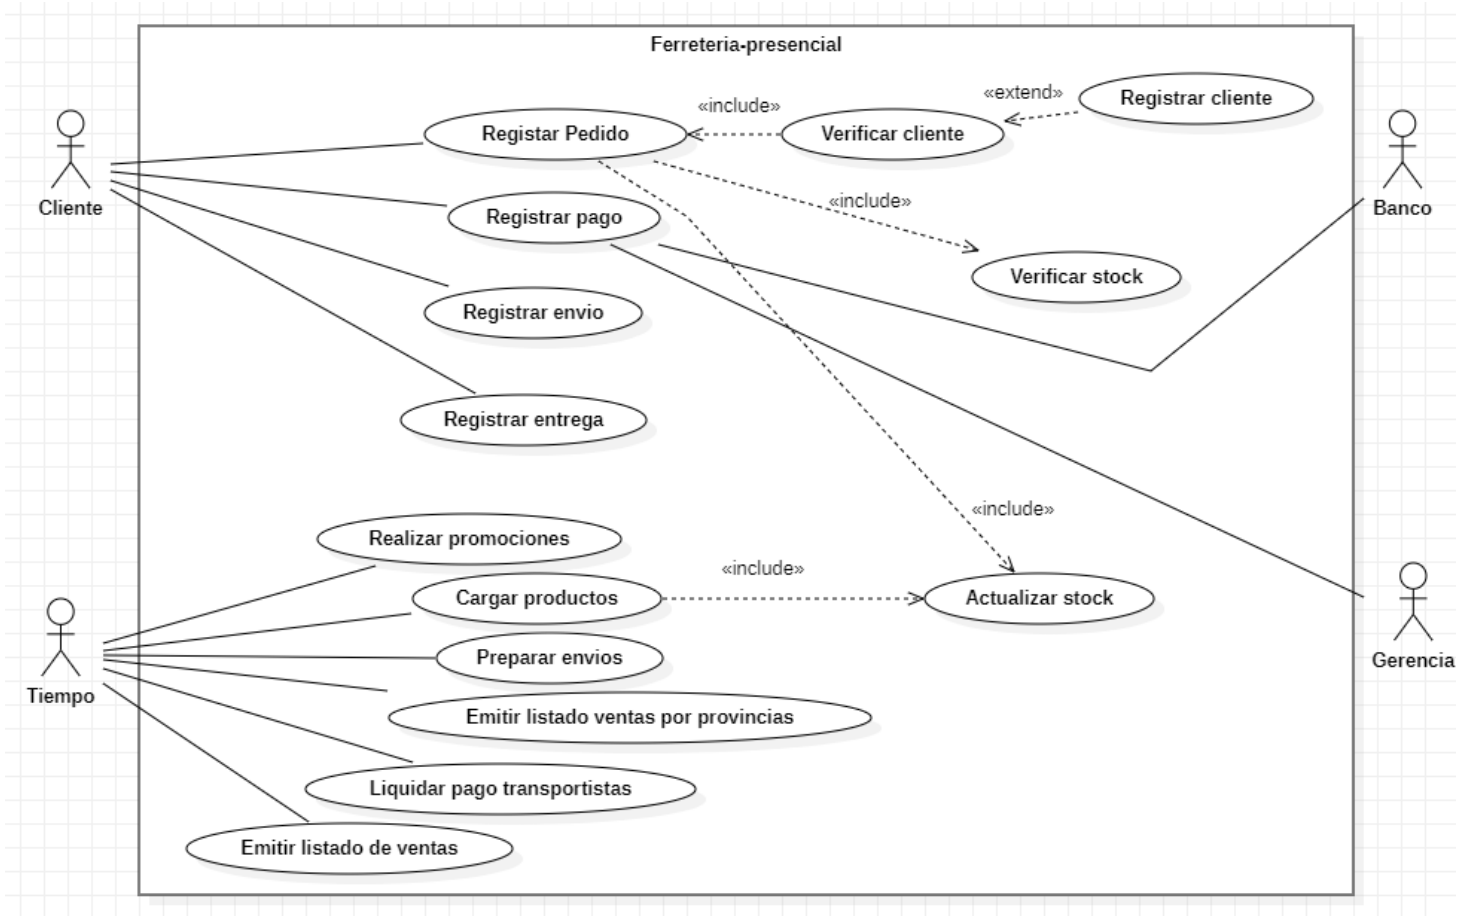 Ferreteria-presencial
«extend»
Registrar cliente
«include»
Registar Pedido
Verificar cliente
Cliente
Banco
Registrar pago
«include»
Verificar stock
Registrar envio
Registrar entrega
«include»
Realizar promociones
«include»
Cargar productos
Actualizar stock
Preparar envios
Gerencia
Tiempo
Emitir listado ventas por provincias
Liquidar pago transportistas
Emitir listado de ventas